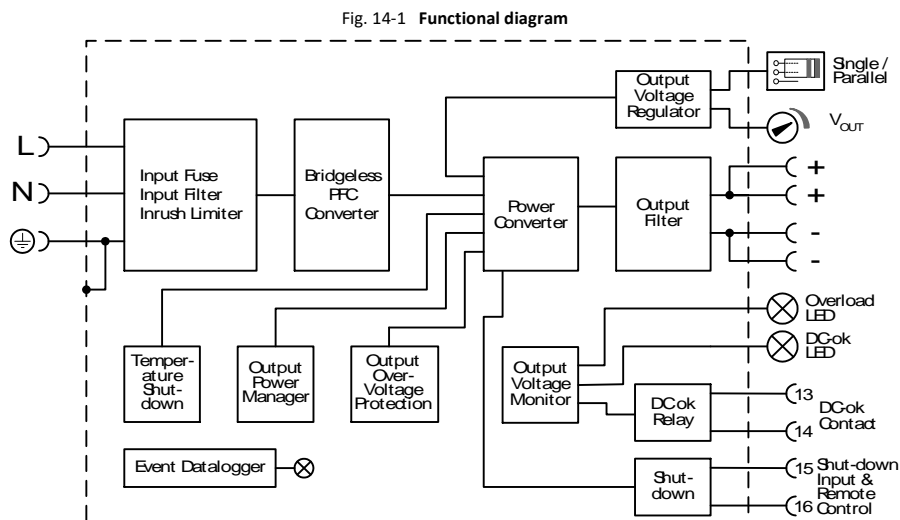 Fig. 14-1 Functional diagram
Single /
Parallel
Output
Voltage
Regulator
VOUT
L
N
Input Fuse
Input Filter
Inrush Limiter
Bridgeless
PFC
Converter
Power
Converter
Output
Filter
+
+
-
-
Temper-
ature
Shut-
down
Output
Power
Manager
Output
Over-
Voltage
Protection
Output
Voltage
Monitor
Overload
LED
DC-ok
LED
DC-ok
Relay
13
14
DC-ok
Contact
Event Datalogger
Shut-
down
15
16
Shut-down
Input &
Remote
Control